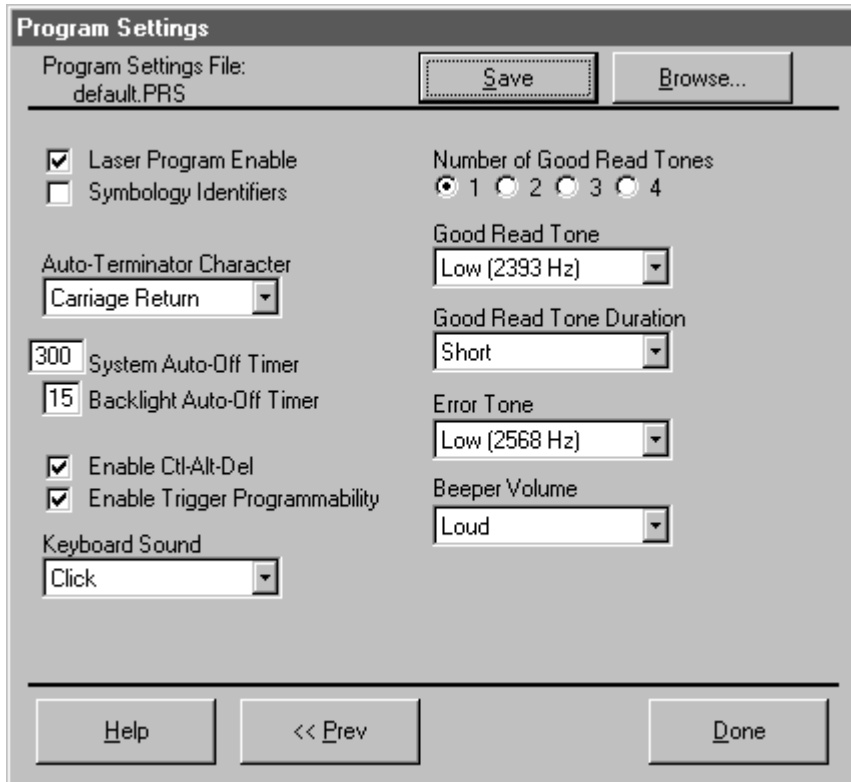 Program Settings
Program Settings File:
default.PRS
Save
Browse...
Laser Program Enable
Symbology Identifiers
Auto-Terminator Character
Carriage Return
300 System Auto-Off Timer
15 Backlight Auto-Off Timer
Enable Ctl-Alt-Del
Enable Trigger Programmability
Keyboard Sound
Click
Number of Good Read Tones
1 2 3 4
Good Read Tone
Low (2393 Hz)
Good Read Tone Duration
Short
Error Tone
Low (2568 Hz)
Beeper Volume
Loud
Help
<< Prev
Done